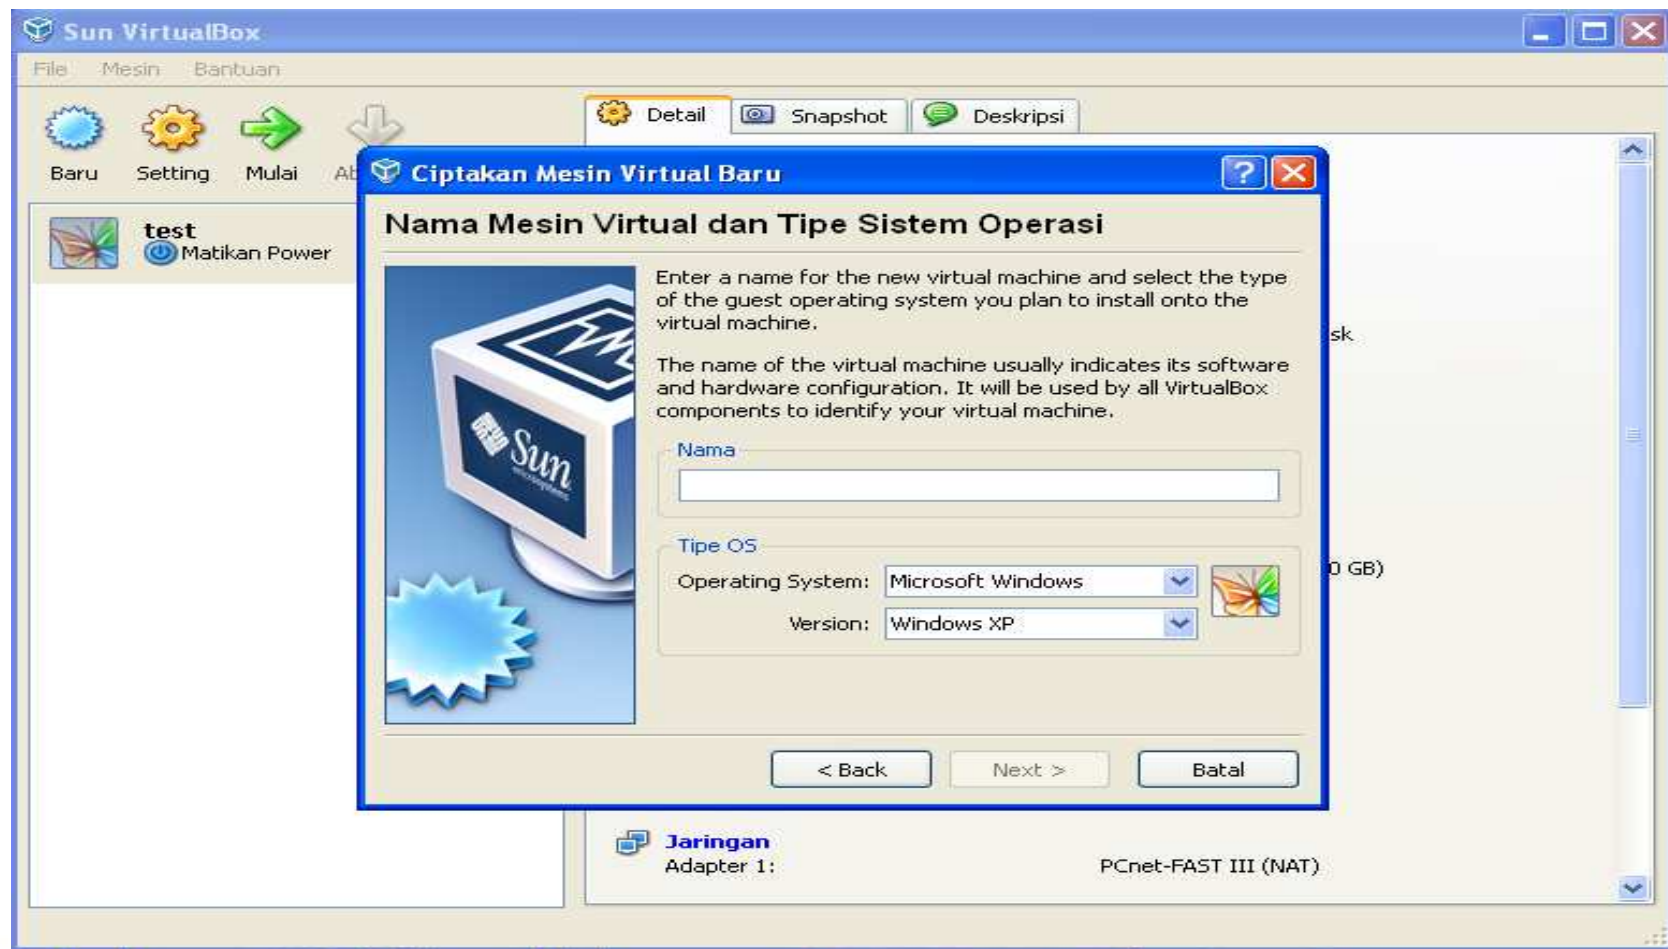 Sun VirtualBox
File Mesin Bantuan
Baru Setting Mulai
Detail Snapshot Deskripsi
test
Matikan Power
Ciptakan Mesin Virtual Baru
Nama Mesin Virtual dan Tipe Sistem Operasi
Enter a name for the new virtual machine and select the type
of the guest operating system you plan to install onto the
virtual machine.
The name of the virtual machine usually indicates its software
and hardware configuration. It will be used by all VirtualBox
components to identify your virtual machine.
Sun
microsystems
Nama
Tipe OS
Operating System: Microsoft Windows
Version: Windows XP
< Back Next > Batal
sk
0 GB)
Jaringan
Adapter 1: PCnet-FAST III (NAT)